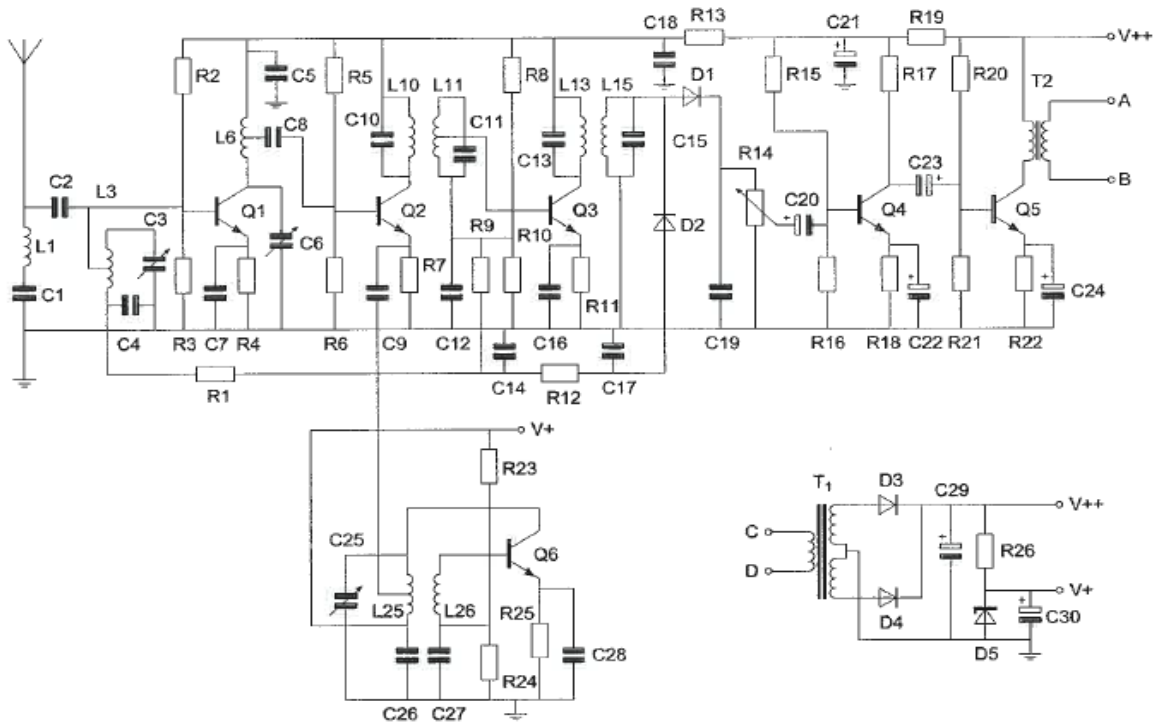 C18 R13 C21 R19
V++
R2 C5 R5 L10 L11 R8 L13 L15 D1 R15 + R17 R20 T2
L6 C8 C10 C11 C13 C15 R14 C23 + A
C2 L3 C3 Q1 C6 Q2 R9 R10 Q3 D2 + C20 Q4 Q5 B
L1 R7 R11 + + C24
C1
C4 R3 C7 R4 R6 C9 C12 C16 C19 R16 R18 C22 R21 R22
C14 C17
R1 R12
V+
R23
T1 D3 C29 V++
C25 Q6 C + R26
D
L25 L26 R25 D4 + V+
C30
R24 C28 D5
C26 C27